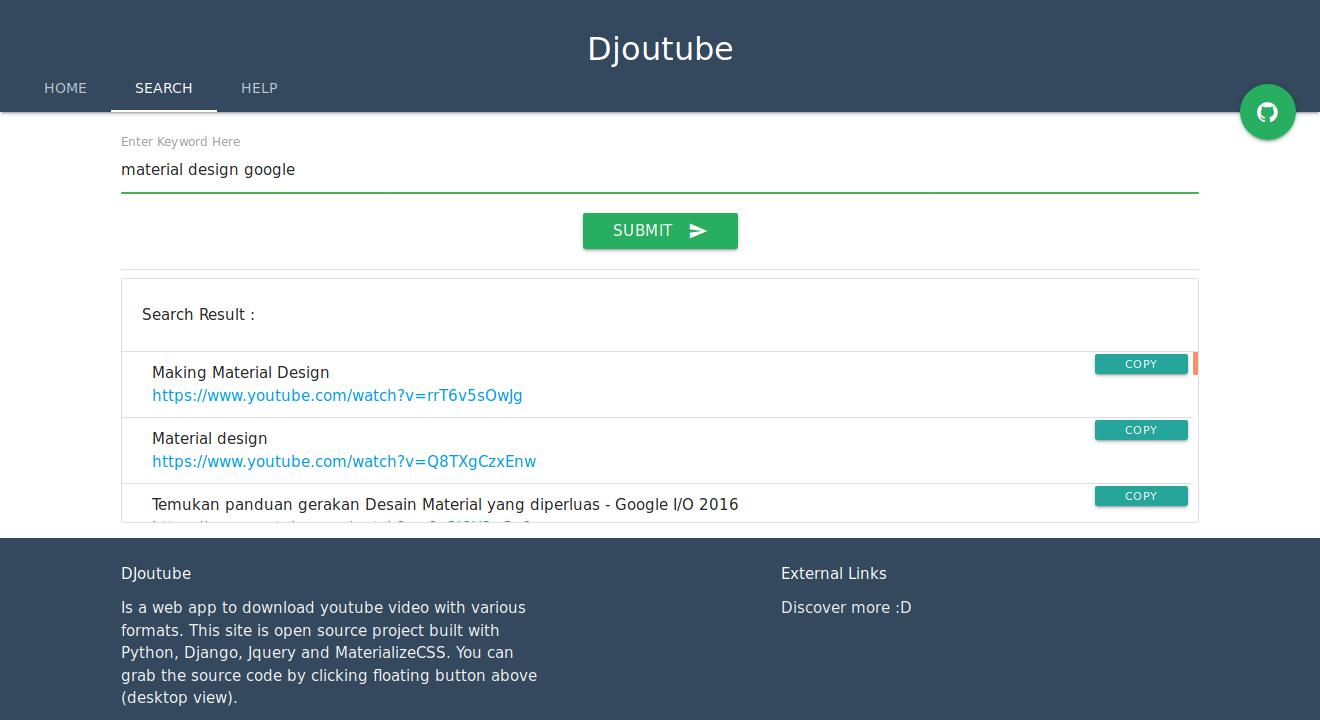 Djoutube
HOME SEARCH HELP
Enter Keyword Here
material design google
SUBMIT
Search Result :
Making Material Design
COPY
https://www.youtube.com/watch?v=rrT6v5sOwJg
Material design
COPY
https://www.youtube.com/watch?v=Q8TXgCzxEnw
Temukan panduan gerakan Desain Material yang diperluas - Google I/O 2016
COPY
DJoutube
Is a web app to download youtube video with various
formats. This site is open source project built with
Python, Django, Jquery and MaterializeCSS. You can
grab the source code by clicking floating button above
(desktop view).
External Links
Discover more :D